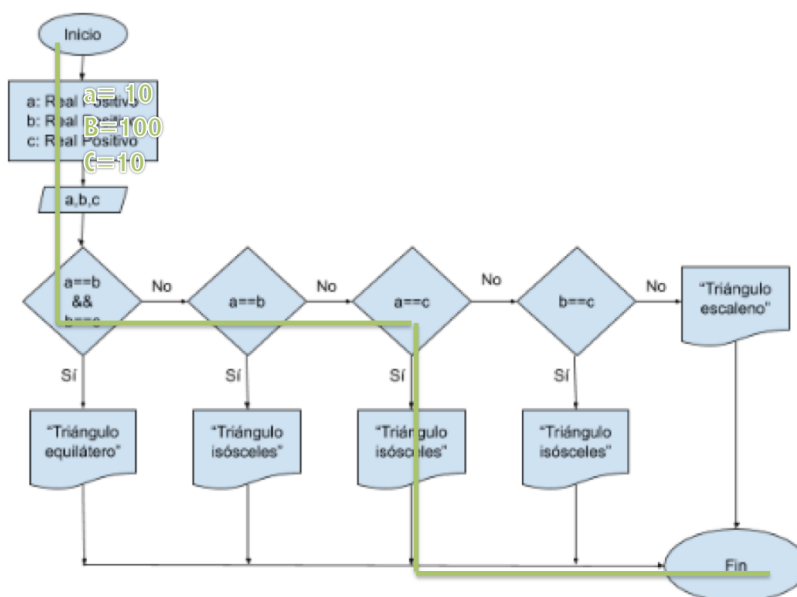 Inicio
a: Real Positivo
b: Real Positivo
c: Real Positivo
a= 10
B=100
C=10
a,b,c
a==b
&&
b==c
No
a==b
No
a==c
No
b==c
No
"Triángulo
escaleno"
Sí
Sí
Sí
Sí
"Triángulo
equilátero"
"Triángulo
isósceles"
"Triángulo
isósceles"
"Triángulo
isósceles"
Fin